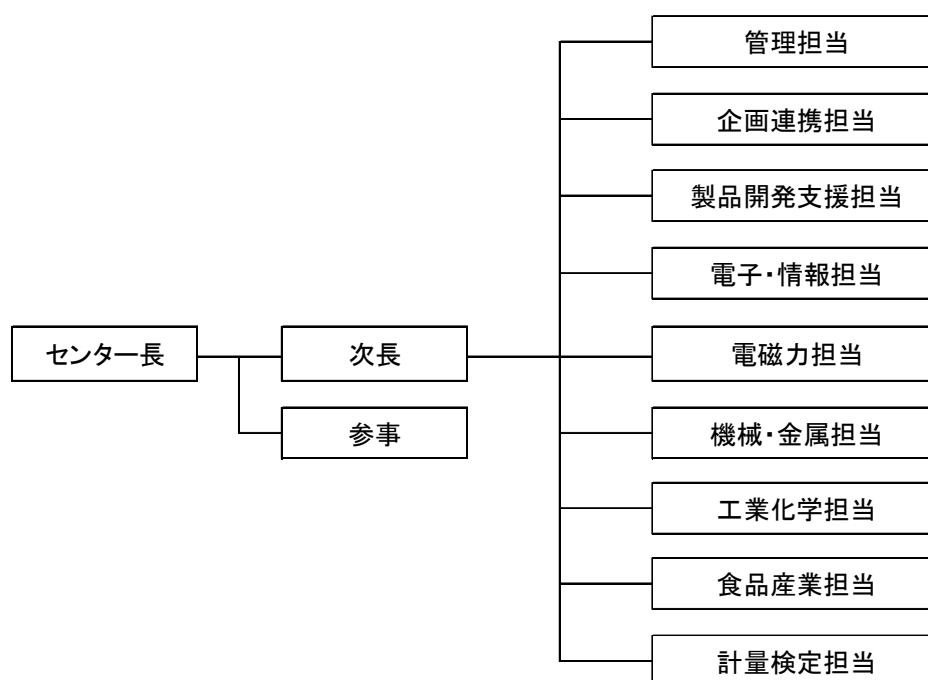 管理担当
企画連携担当
製品開発支援担当
電子・情報担当
センター長
次長
電磁力担当
参事
機械・金属担当
工業化学担当
食品産業担当
計量検定担当